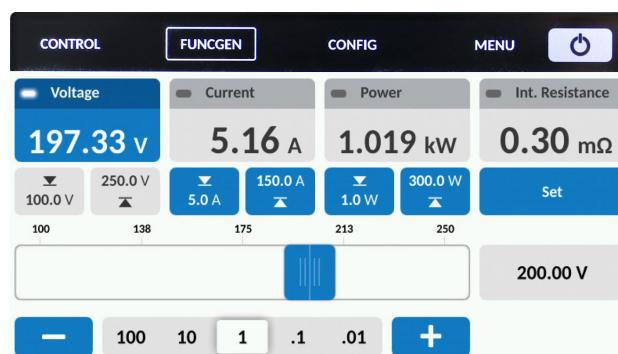 CONTROL FUNCGEN CONFIG MENU
Voltage Current Power Int. Resistance
197.33 V 5.16 A 1.019 kW 0.30 mΩ
100.0 V 250.0 V 5.0 A 150.0 A 1.0 W 300.0 W Set
100 138 175 213 250
200.00 V
− 100 10 1 .1 .01 +